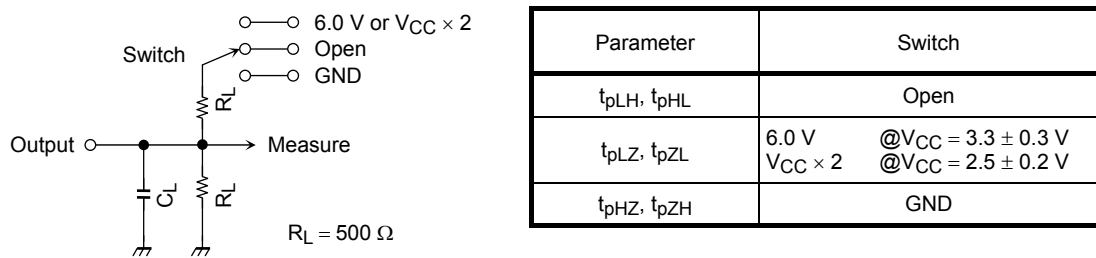 6.0 V or VCC × 2
Switch
Open
GND
RL
Output
Measure
CL
RL
RL = 500 Ω
Parameter Switch
tpLH, tpHL Open
tpLZ, tpZL 6.0 V @VCC = 3.3 ± 0.3 V
VCC × 2 @VCC = 2.5 ± 0.2 V
tpHZ, tpZH GND